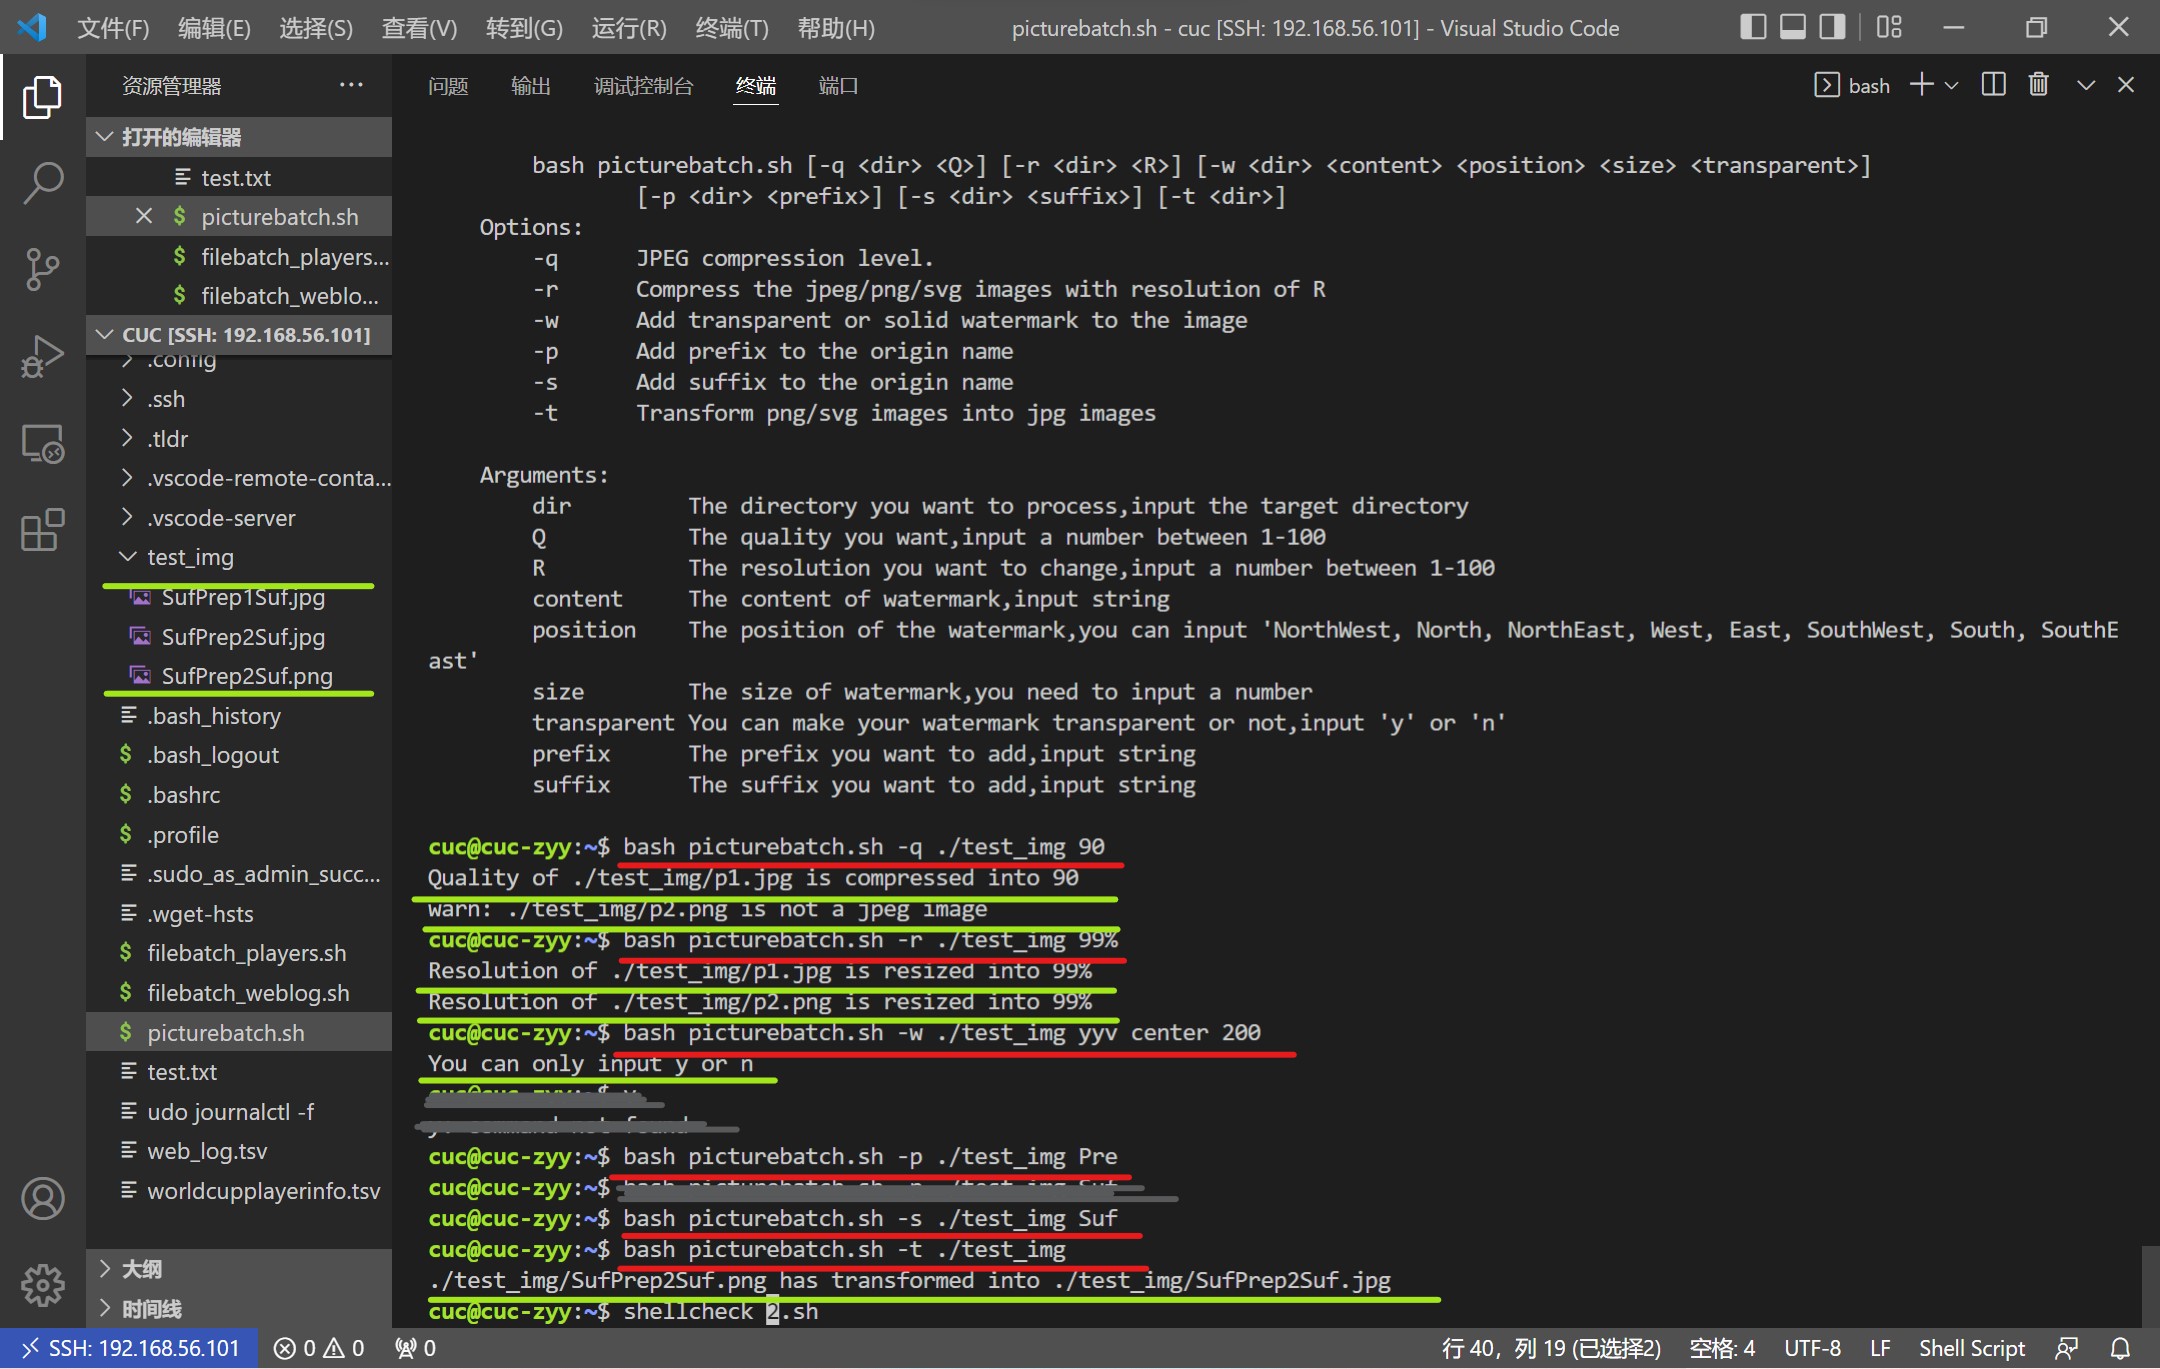 文件(F) 编辑(E) 选择(S) 查看(V) 转到(G) 运行(R) 终端(T) 帮助(H) picturebatch.sh - cuc [SSH: 192.168.56.101] - Visual Studio Code
资源管理器 ···
打开的编辑器
test.txt
$ picturebatch.sh
$ filebatch_players...
$ filebatch_weblo...
CUC [SSH: 192.168.56.101]
.config
.ssh
.tldr
.vscode-remote-conta...
.vscode-server
test_img
SufPrep1Suf.jpg
SufPrep2Suf.jpg
SufPrep2Suf.png
.bash_history
$ .bash_logout
$ .bashrc
$ .profile
.sudo_as_admin_succ...
.wget-hsts
$ filebatch_players.sh
$ filebatch_weblog.sh
$ picturebatch.sh
test.txt
udo journalctl -f
web_log.tsv
worldcupplayerinfo.tsv
大纲
时间线
问题 输出 调试控制台 终端 端口 bash
bash picturebatch.sh [-q <dir> <Q>] [-r <dir> <R>] [-w <dir> <content> <position> <size> <transparent>]
[-p <dir> <prefix>] [-s <dir> <suffix>] [-t <dir>]
Options:
-q JPEG compression level.
-r Compress the jpeg/png/svg images with resolution of R
-w Add transparent or solid watermark to the image
-p Add prefix to the origin name
-s Add suffix to the origin name
-t Transform png/svg images into jpg images
Arguments:
dir The directory you want to process,input the target directory
Q The quality you want,input a number between 1-100
R The resolution you want to change,input a number between 1-100
content The content of watermark,input string
position The position of the watermark,you can input 'NorthWest, North, NorthEast, West, East, SouthWest, South, SouthE
ast'
size The size of watermark,you need to input a number
transparent You can make your watermark transparent or not,input 'y' or 'n'
prefix The prefix you want to add,input string
suffix The suffix you want to add,input string
cuc@cuc-zyy:~$ bash picturebatch.sh -q ./test_img 90
Quality of ./test_img/p1.jpg is compressed into 90
warn: ./test_img/p2.png is not a jpeg image
cuc@cuc-zyy:~$ bash picturebatch.sh -r ./test_img 99%
Resolution of ./test_img/p1.jpg is resized into 99%
Resolution of ./test_img/p2.png is resized into 99%
cuc@cuc-zyy:~$ bash picturebatch.sh -w ./test_img yyv center 200
You can only input y or n
cuc@cuc-zyy:~$ bash picturebatch.sh -p ./test_img Pre
cuc@cuc-zyy:~$
cuc@cuc-zyy:~$ bash picturebatch.sh -s ./test_img Suf
cuc@cuc-zyy:~$ bash picturebatch.sh -t ./test_img
./test_img/SufPrep2Suf.png has transformed into ./test_img/SufPrep2Suf.jpg
cuc@cuc-zyy:~$ shellcheck 2.sh
SSH: 192.168.56.101 0 0 0 行 40，列 19 (已选择2) 空格: 4 UTF-8 LF Shell Script